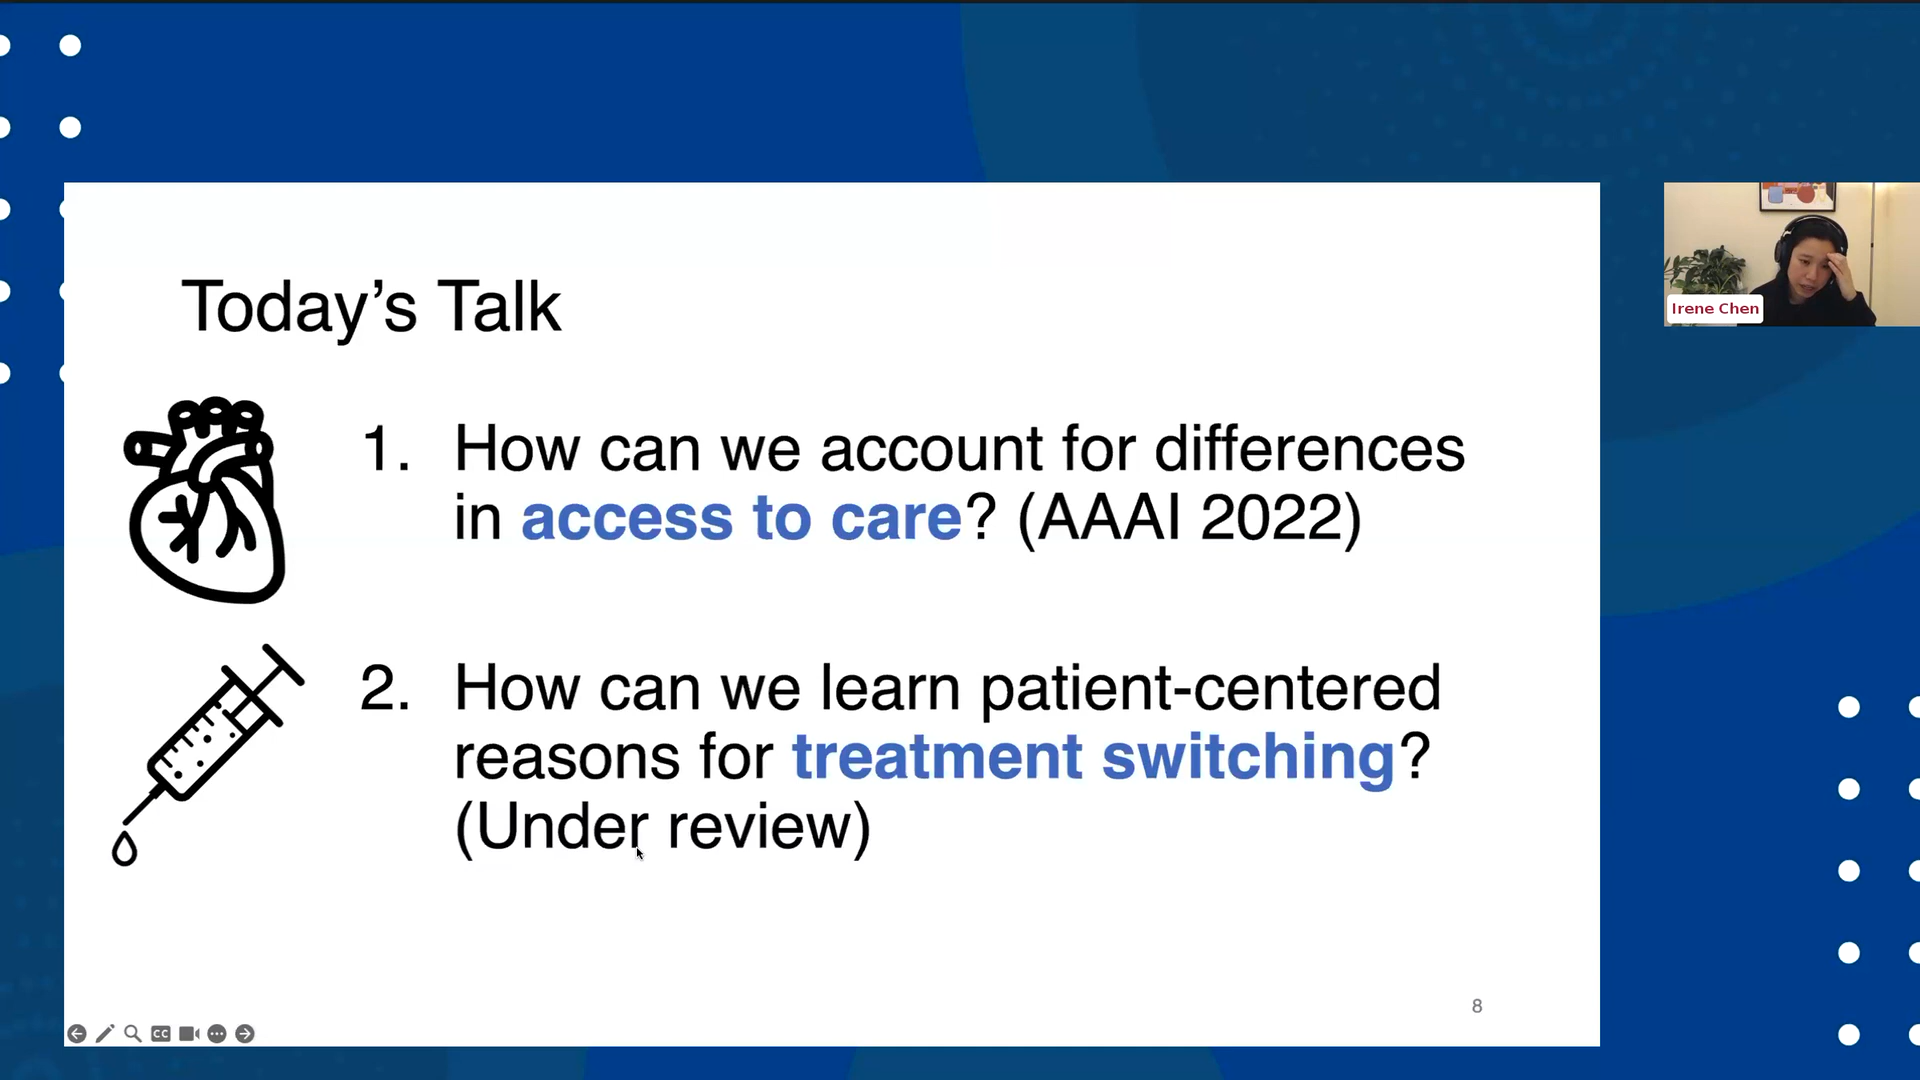 Today’s Talk
1. How can we account for differences
in access to care? (AAAI 2022)
2. How can we learn patient-centered
reasons for treatment switching?
(Under review)
8
CC
Irene Chen